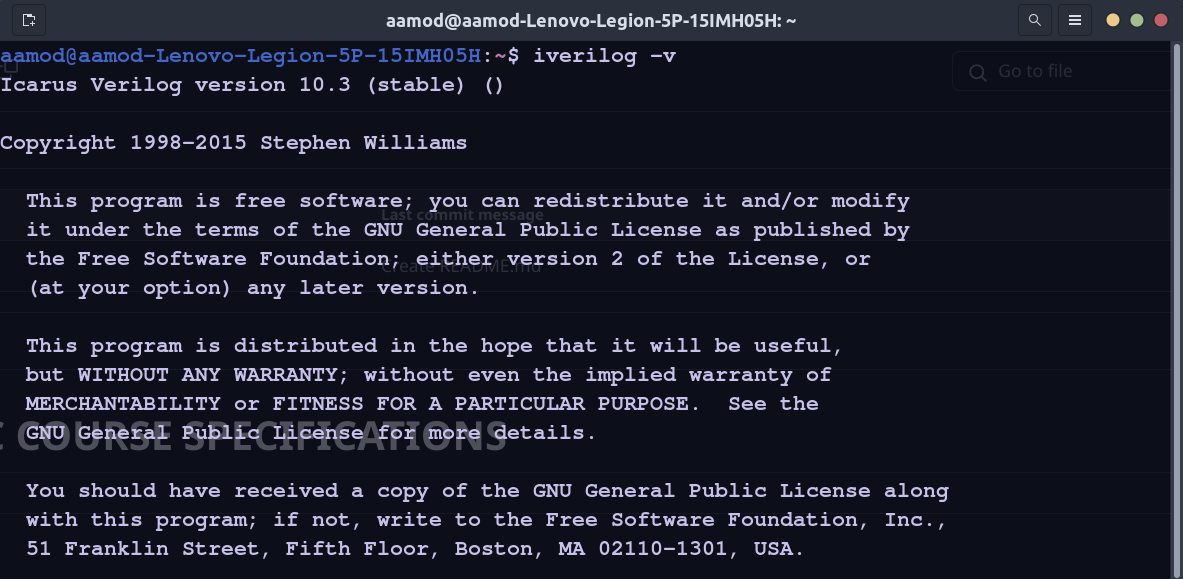 aamod@aamod-Lenovo-Legion-5P-15IMH05H: ~
aamod@aamod-Lenovo-Legion-5P-15IMH05H:~$ iverilog -v
Icarus Verilog version 10.3 (stable) ()
Go to file
Copyright 1998-2015 Stephen Williams
This program is free software; you can redistribute it and/or modify
Last commit message
it under the terms of the GNU General Public License as published by
the Free Software Foundation; either version 2 of the License, or
Create README.md
(at your option) any later version.
This program is distributed in the hope that it will be useful,
but WITHOUT ANY WARRANTY; without even the implied warranty of
MERCHANTABILITY or FITNESS FOR A PARTICULAR PURPOSE.  See the
GNU General Public License for more details.
COURSE SPECIFICATIONS
You should have received a copy of the GNU General Public License along
with this program; if not, write to the Free Software Foundation, Inc.,
51 Franklin Street, Fifth Floor, Boston, MA 02110-1301, USA.